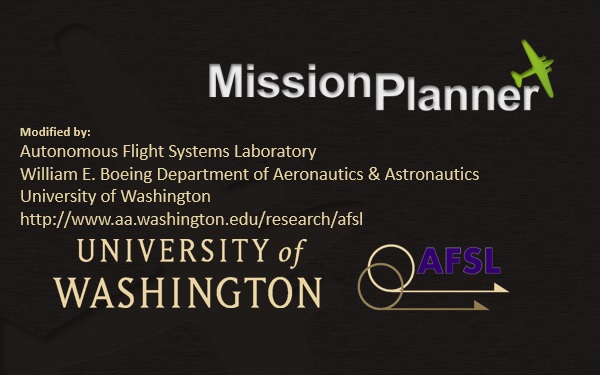 MissionPlanner
Modified by:
Autonomous Flight Systems Laboratory
William E. Boeing Department of Aeronautics & Astronautics
University of Washington
http://www.aa.washington.edu/research/afsl
UNIVERSITY of
WASHINGTON
AFSL